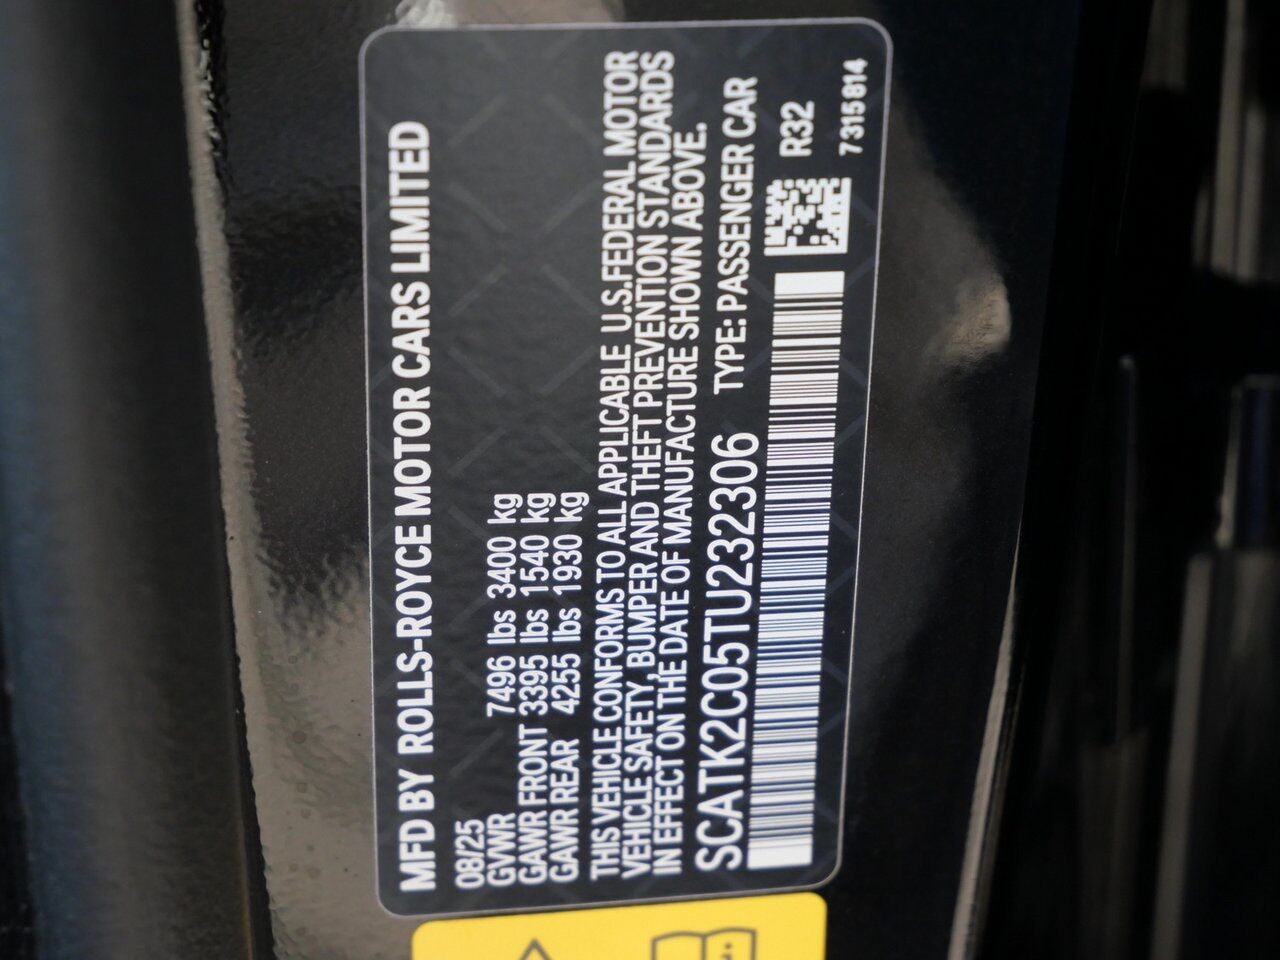 MFD BY ROLLS-ROYCE MOTOR CARS LIMITED
08/25
GVWR 7496 lbs 3400 kg
GAWR FRONT 3395 lbs 1540 kg
GAWR REAR 4255 lbs 1930 kg
THIS VEHICLE CONFORMS TO ALL APPLICABLE U.S.FEDERAL MOTOR
VEHICLE SAFETY, BUMPER AND THEFT PREVENTION STANDARDS
IN EFFECT ON THE DATE OF MANUFACTURE SHOWN ABOVE.
SCATK2C05TU232306 TYPE: PASSENGER CAR
R32
7315814